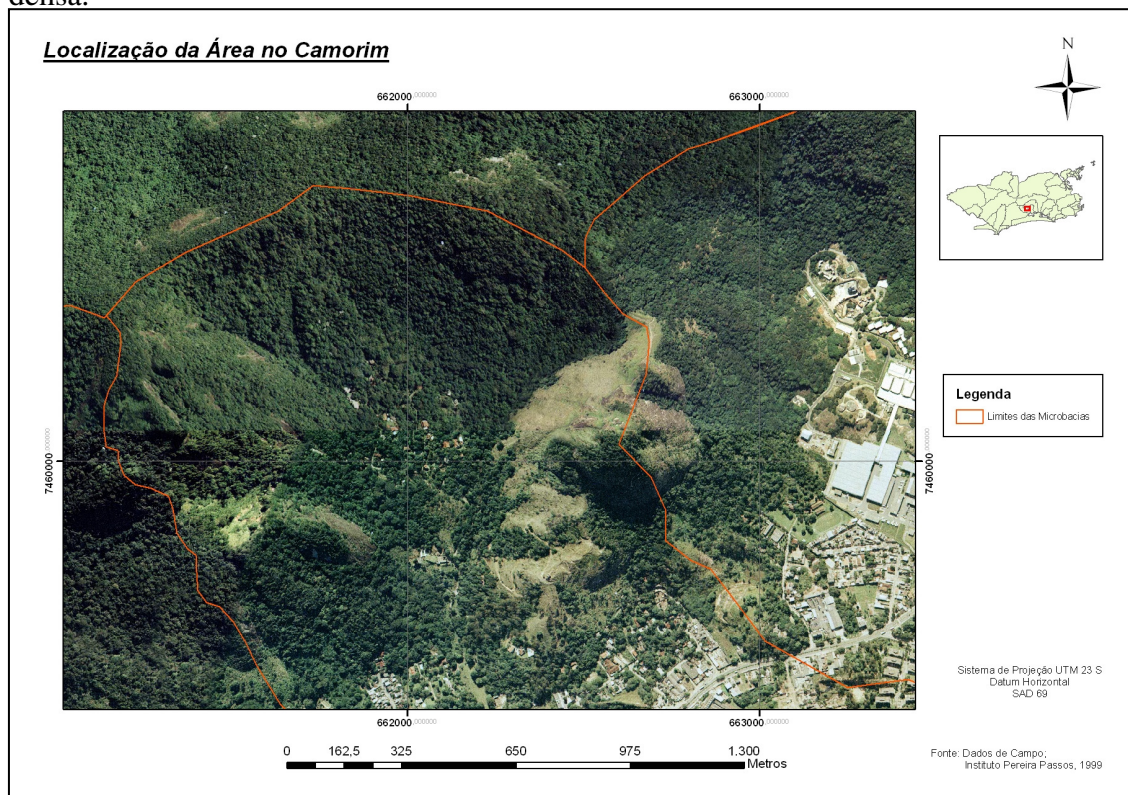 densa.
Localização da Área no Camorim
N
662000,000000
663000,000000
7460000,000000
7460000,000000
Legenda
Limites das Microbacias
662000,000000
663000,000000
Sistema de Projeção UTM 23 S
Datum Horizontal
SAD 69
0 162,5 325 650 975 1.300
Metros
Fonte: Dados de Campo;
Instituto Pereira Passos, 1999